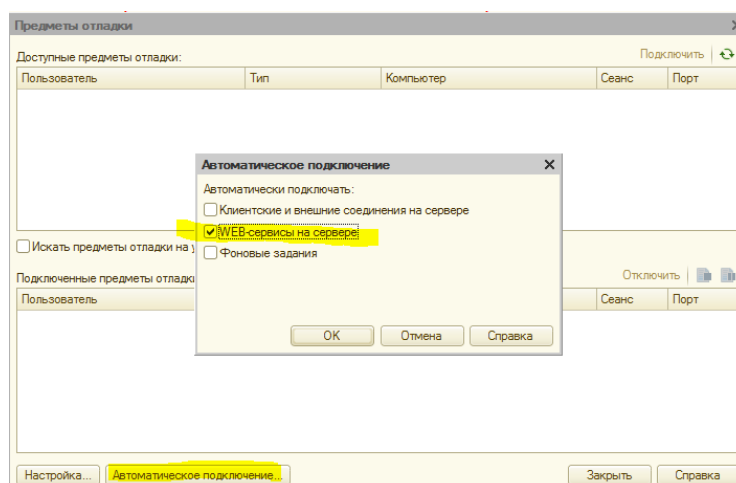 Предметы отладки
Доступные предметы отладки:
Подключить
Пользователь Тип Компьютер Сеанс Порт
Автоматическое подключение
Автоматически подключать:
Клиентские и внешние соединения на сервере
WEB-сервисы на сервере
Фоновые задания
OK Отмена Справка
Искать предметы отладки на
Подключенные предметы отладки
Отключить
Пользователь Сеанс Порт
Настройка... Автоматическое подключение... Закрыть Справка